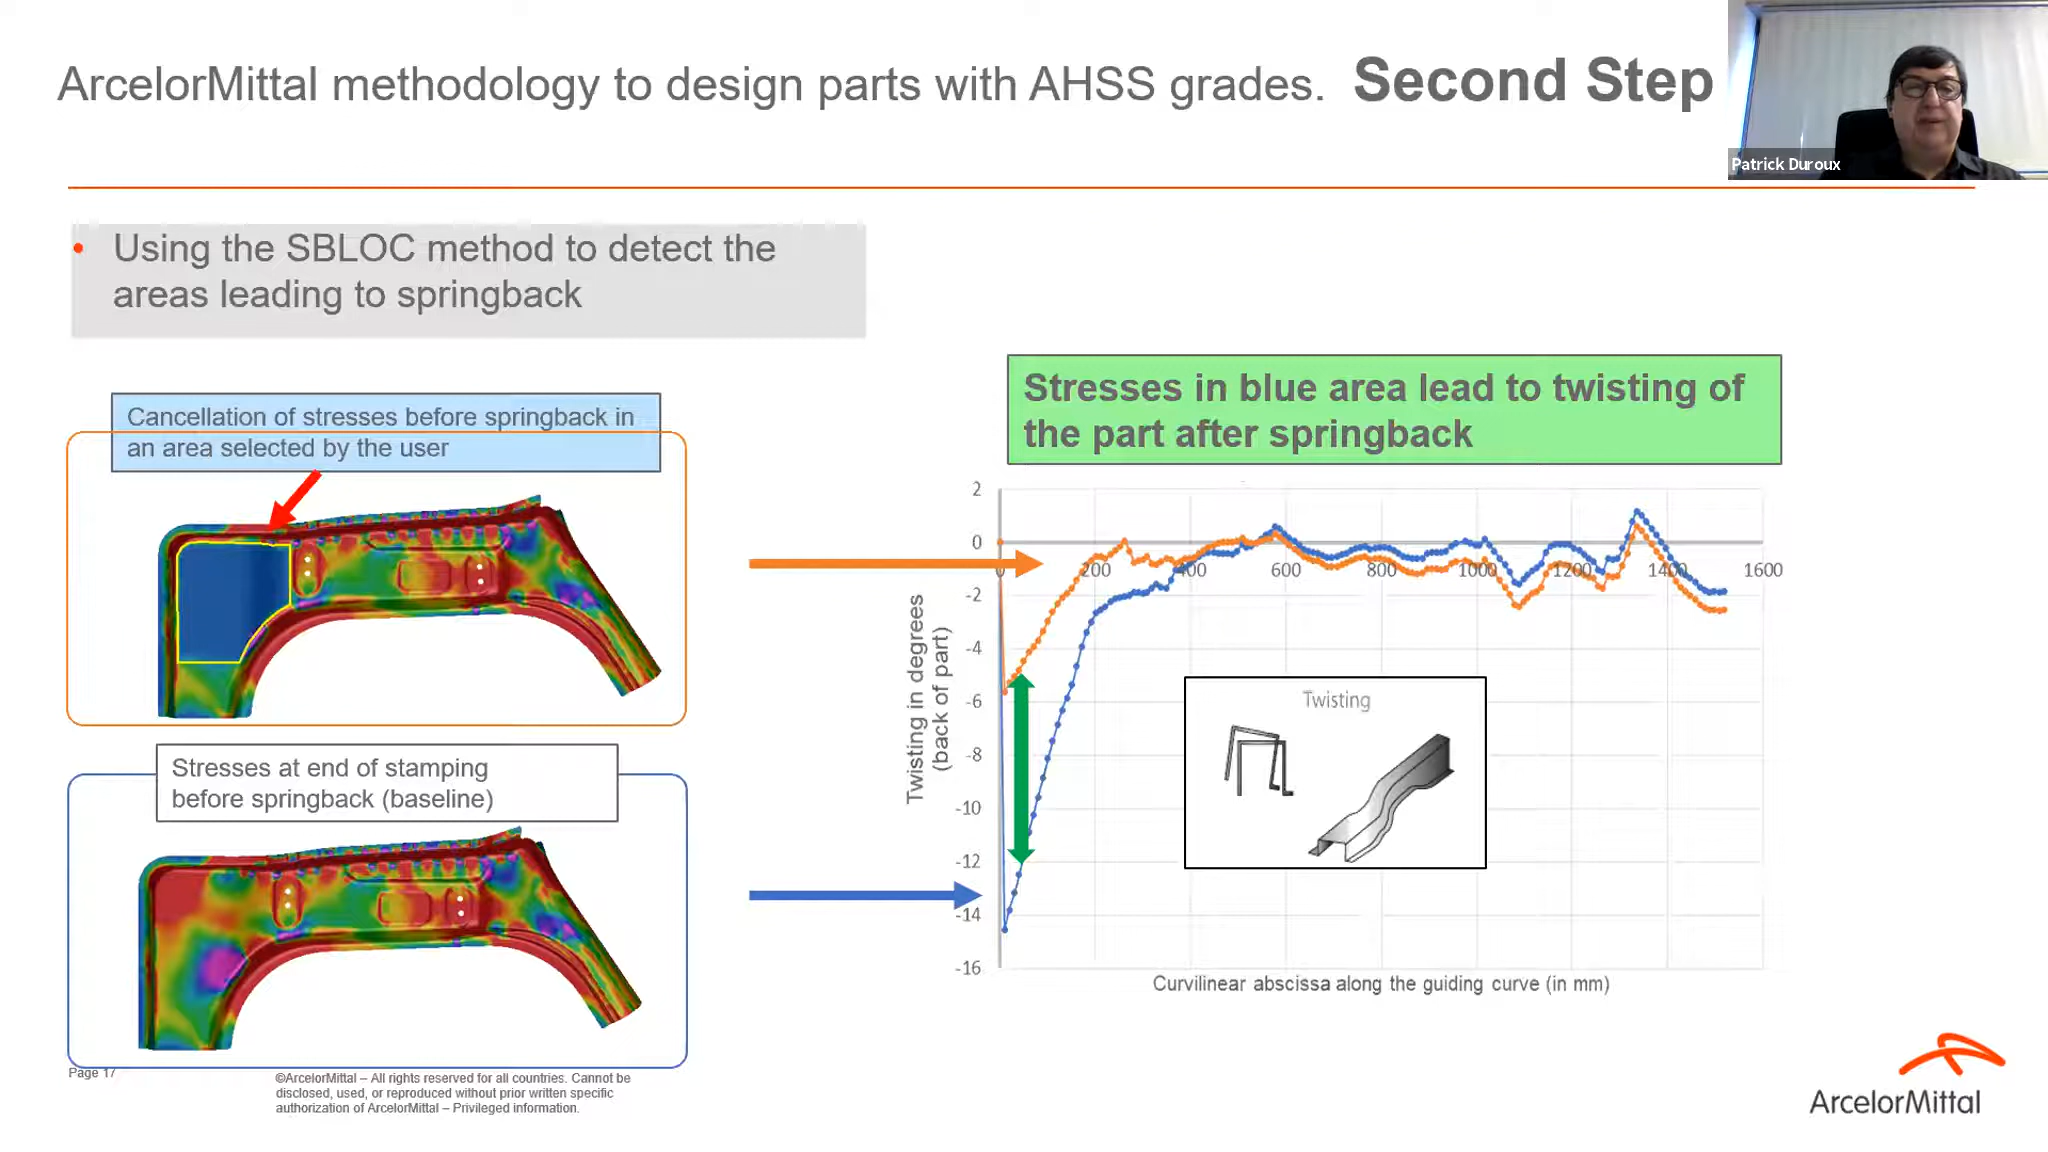 ArcelorMittal methodology to design parts with AHSS grades. Second Step
Patrick Duroux
• Using the SBLOC method to detect the
areas leading to springback
Cancellation of stresses before springback in
an area selected by the user
Stresses at end of stamping
before springback (baseline)
Stresses in blue area lead to twisting of
the part after springback
2
0
-2
-4
-6
-8
-10
-12
-14
-16
0 200 400 600 800 1000 1200 1400 1600
Twisting in degrees
(back of part)
Twisting
Curvilinear abscissa along the guiding curve (in mm)
Page 17
©ArcelorMittal – All rights reserved for all countries. Cannot be
disclosed, used, or reproduced without prior written specific
authorization of ArcelorMittal – Privileged information.
ArcelorMittal